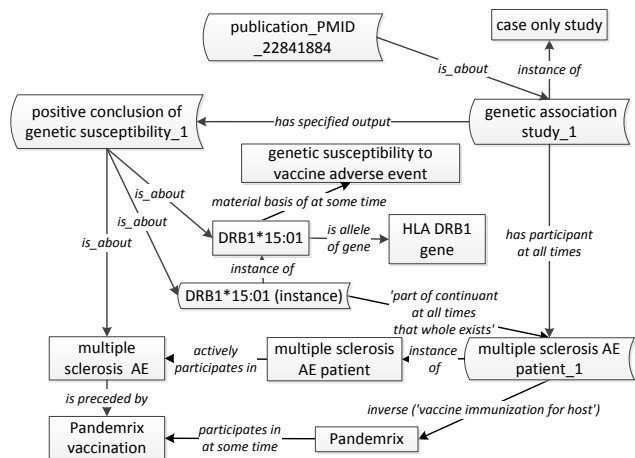 publication_PMID
_22841884
case only study
is_about
instance of
positive conclusion of
genetic susceptibility_1
has specified output
genetic association
study_1
genetic susceptibility to
vaccine adverse event
is_about
material basis of at some time
is_about
is_about
DRB1*15:01
is allele
of gene
HLA DRB1
gene
has participant
at all times
instance of
DRB1*15:01 (instance)
'part of continuant
at all times
that whole exists'
multiple
sclerosis AE
actively
participates in
multiple sclerosis
AE patient
instance
of
multiple sclerosis AE
patient_1
is preceded by
inverse ('vaccine immunization for host')
Pandemrix
vaccination
participates in
at some time
Pandemrix